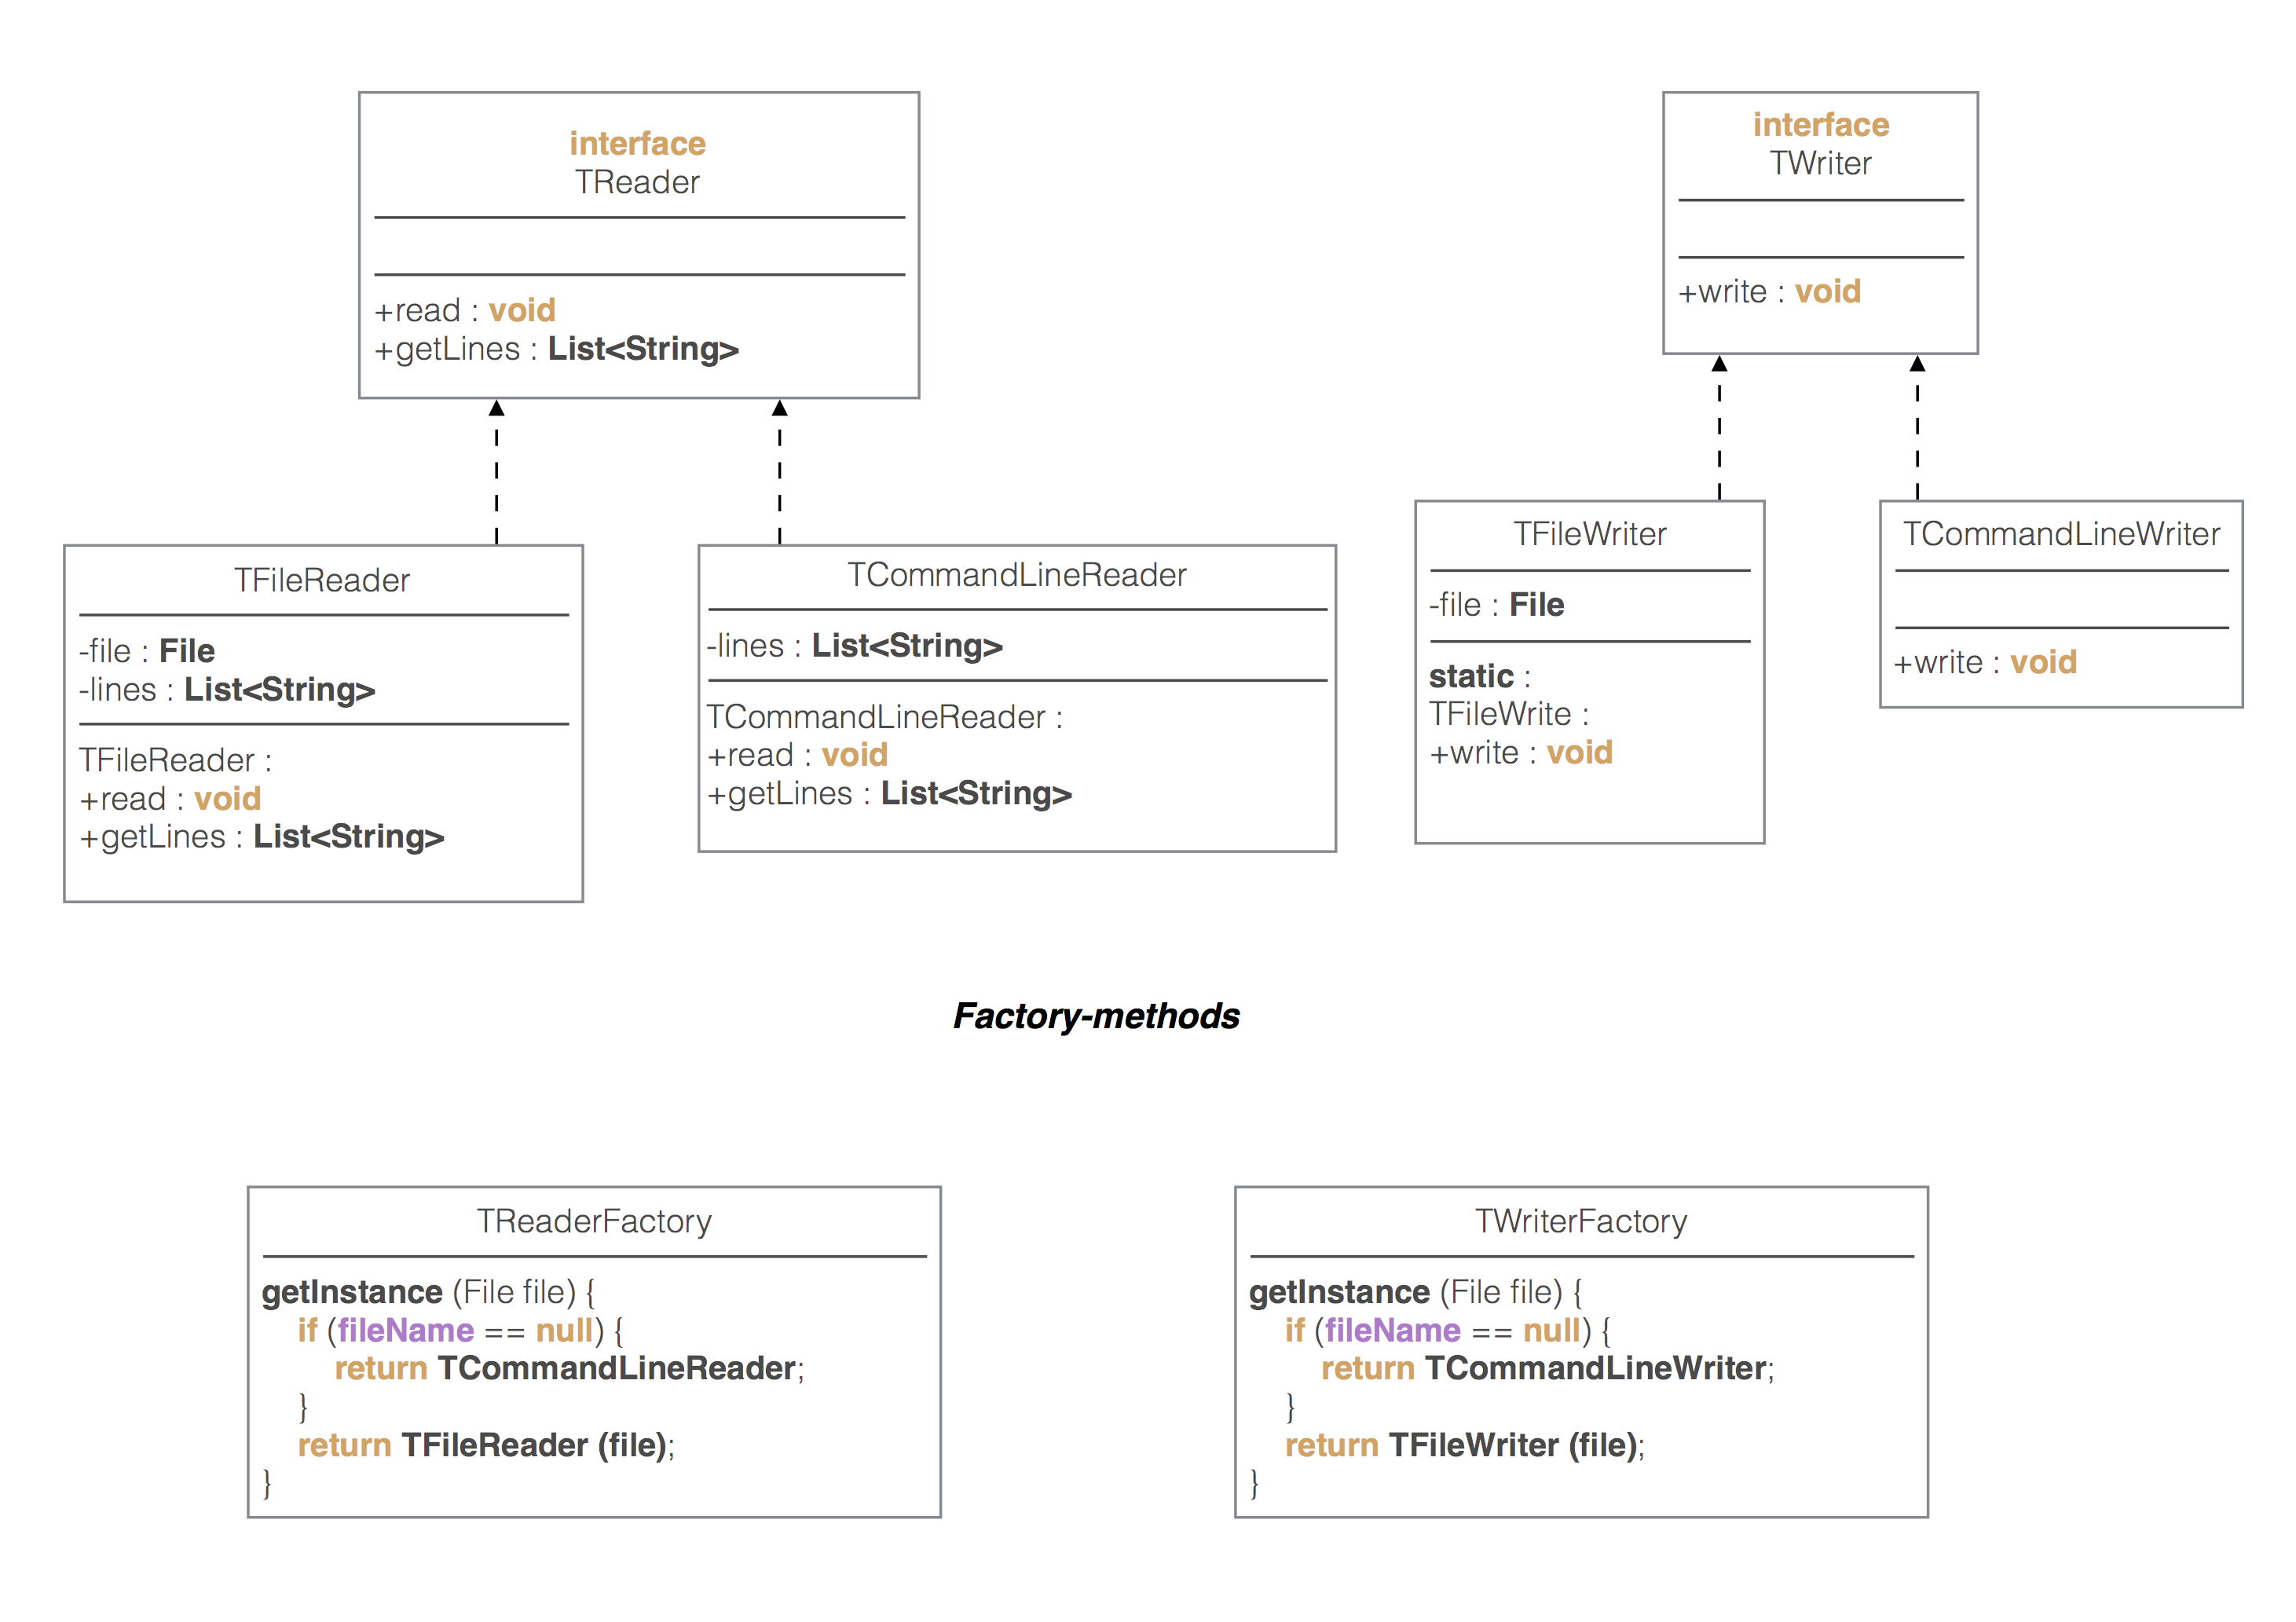 interface
TReader
+read : void
+getLines : List<String>
interface
TWriter
+write : void
TFileReader
-file : File
-lines : List<String>
TFileReader :
+read : void
+getLines : List<String>
TCommandLineReader
-lines : List<String>
TCommandLineReader :
+read : void
+getLines : List<String>
TFileWriter
-file : File
static :
TFileWrite :
+write : void
TCommandLineWriter
+write : void
Factory-methods
TReaderFactory
getInstance (File file) {
if (fileName == null) {
return TCommandLineReader;
}
return TFileReader (file);
}
TWriterFactory
getInstance (File file) {
if (fileName == null) {
return TCommandLineWriter;
}
return TFileWriter (file);
}